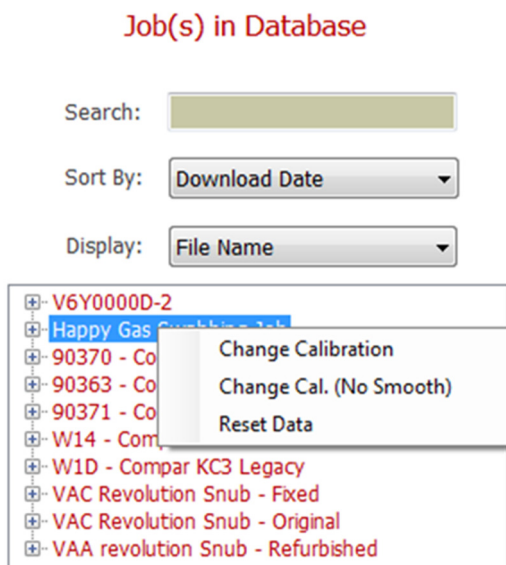 Job(s) in Database
Search:
Sort By: Download Date
Display: File Name
V6Y0000D-2
Happy Gas Job
Change Calibration
90370 - Co
Change Cal. (No Smooth)
90363 - Co
Reset Data
90371 - Co
W14 - Comp
W1D - Compar KC3 Legacy
VAC Revolution Snub - Fixed
VAC Revolution Snub - Original
VAA revolution Snub - Refurbished